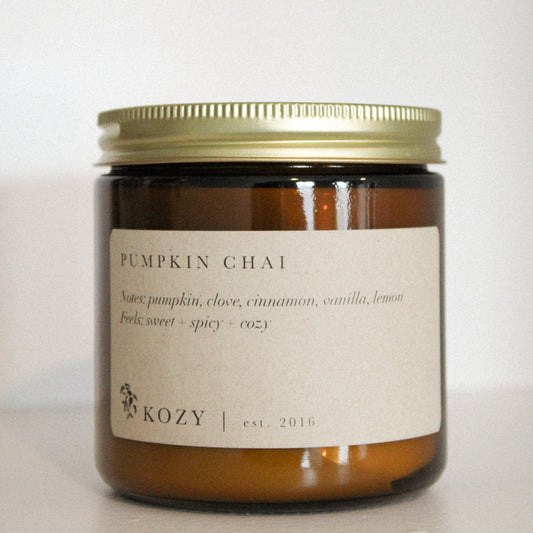 PUMPKIN CHAI
Notes: pumpkin, clove, cinnamon, vanilla, lemon
Feels: sweet + spicy + cozy
KOZY | est. 2016